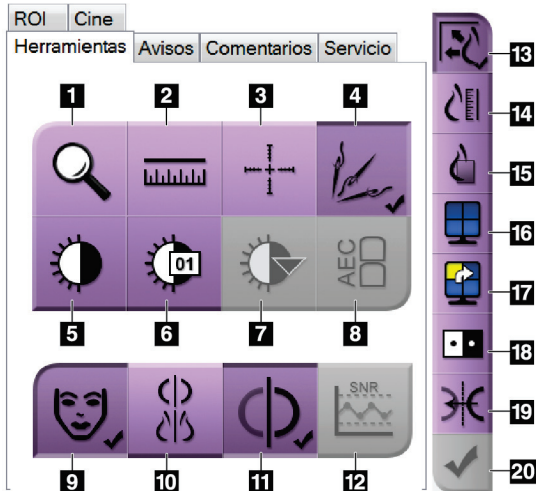 ROI Cine
Herramientas Avisos Comentarios Servicio
1 2 3 4
01
AEC
5 6 7 8
SNR
9 10 11 12
13
14
15
16
17
18
19
20